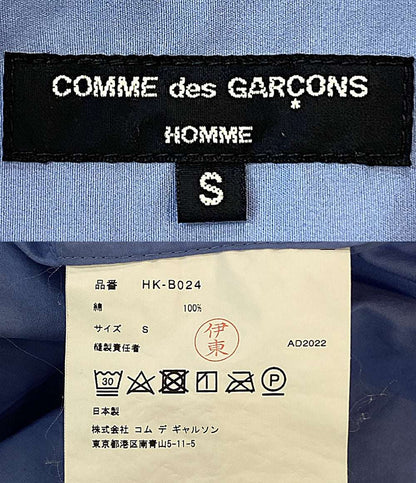 COMME des GARÇONS
HOMME
S
品番 HK-B024
綿 100%
サイズ S
縫製責任者 伊東 AD2022
30 1 P
日本製
株式会社 コム デ ギャルソン
東京都港区南青山5-11-5